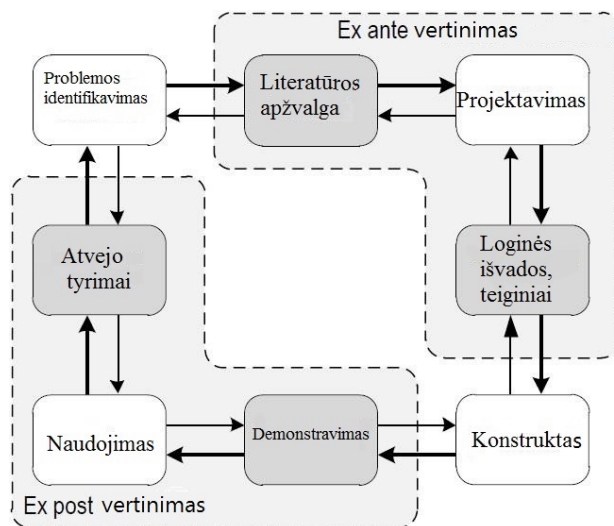 Ex ante vertinimas
Problemos
identifikavimas
Literatūros
apžvalga
Projektavimas
Atvejo
tyrimai
Loginės
išvados,
teiginiai
Naudojimas
Demonstravimas
Konstruktas
Ex post vertinimas